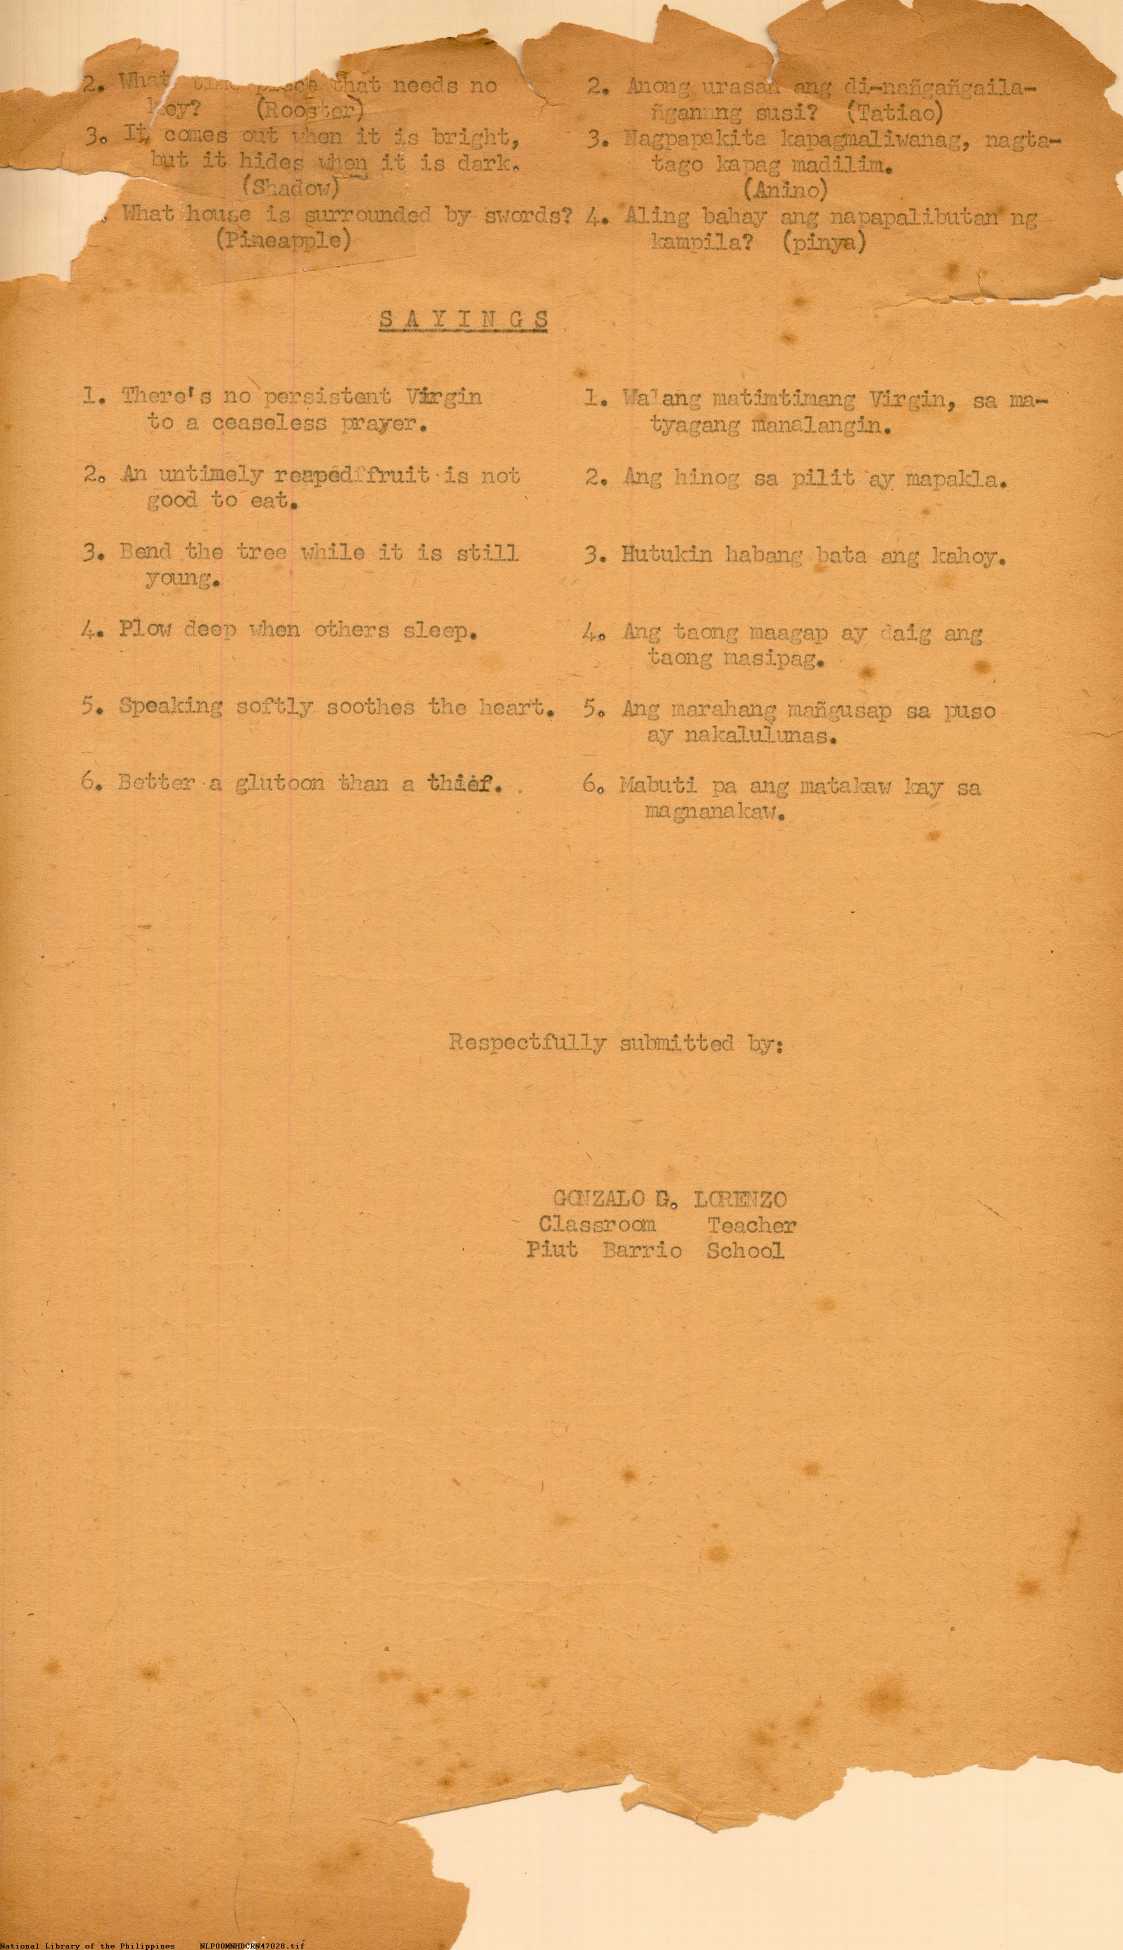 2. What time piece that needs no
key? (Rooster)
3. It comes out when it is bright,
but it hides when it is dark.
(Shadow)
. What house is surrounded by swords?
(Pineapple)
2. Anong urasan ang di-nañgañgaila-
ñganang susi? (Tatiao)
3. Nagpapakita kapagmaliwanag, nagta-
tago kapag madilim.
(Anino)
4. Aling bahay ang napapalibutan ng
kampila? (pinya)
S A Y I N G S
1. There's no persistent Virgin
to a ceaseless prayer.
2. An untimely reaped fruit is not
good to eat.
3. Bend the tree while it is still
young.
4. Plow deep when others sleep.
5. Speaking softly soothes the heart.
6. Better a glutoon than a thief.
1. Wa'ang matimtimang Virgin, sa ma-
tyagang manalangin.
2. Ang hinog sa pilit ay mapakla.
3. Hutukin habang bata ang kahoy.
4. Ang taong maagap ay daig ang
taong masipag.
5. Ang marahang mañgusap sa puso
ay nakalulunas.
6. Mabuti pa ang matakaw kay sa
magnanakaw.
Respectfully submitted by:
GONZALO G. LORENZO
Classroom Teacher
Piut Barrio School
National Library of the Philippines NLPOOMNHDCRN47028.tif